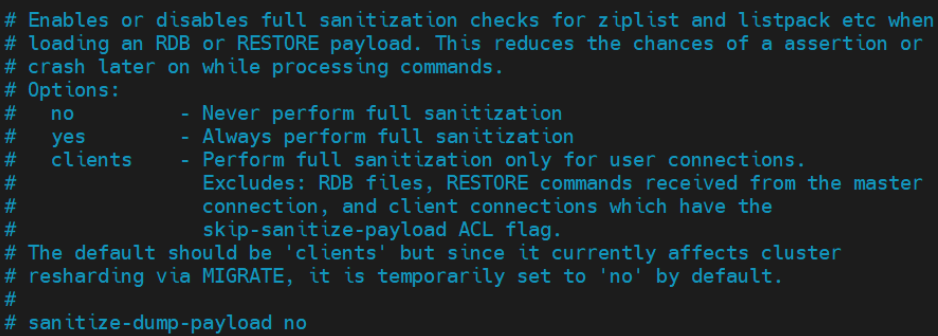 # Enables or disables full sanitization checks for ziplist and listpack etc when
# loading an RDB or RESTORE payload. This reduces the chances of a assertion or
# crash later on while processing commands.
# Options:
#   no         - Never perform full sanitization
#   yes        - Always perform full sanitization
#   clients    - Perform full sanitization only for user connections.
#                Excludes: RDB files, RESTORE commands received from the master
#                connection, and client connections which have the
#                skip-sanitize-payload ACL flag.
# The default should be 'clients' but since it currently affects cluster
# resharding via MIGRATE, it is temporarily set to 'no' by default.
#
# sanitize-dump-payload no